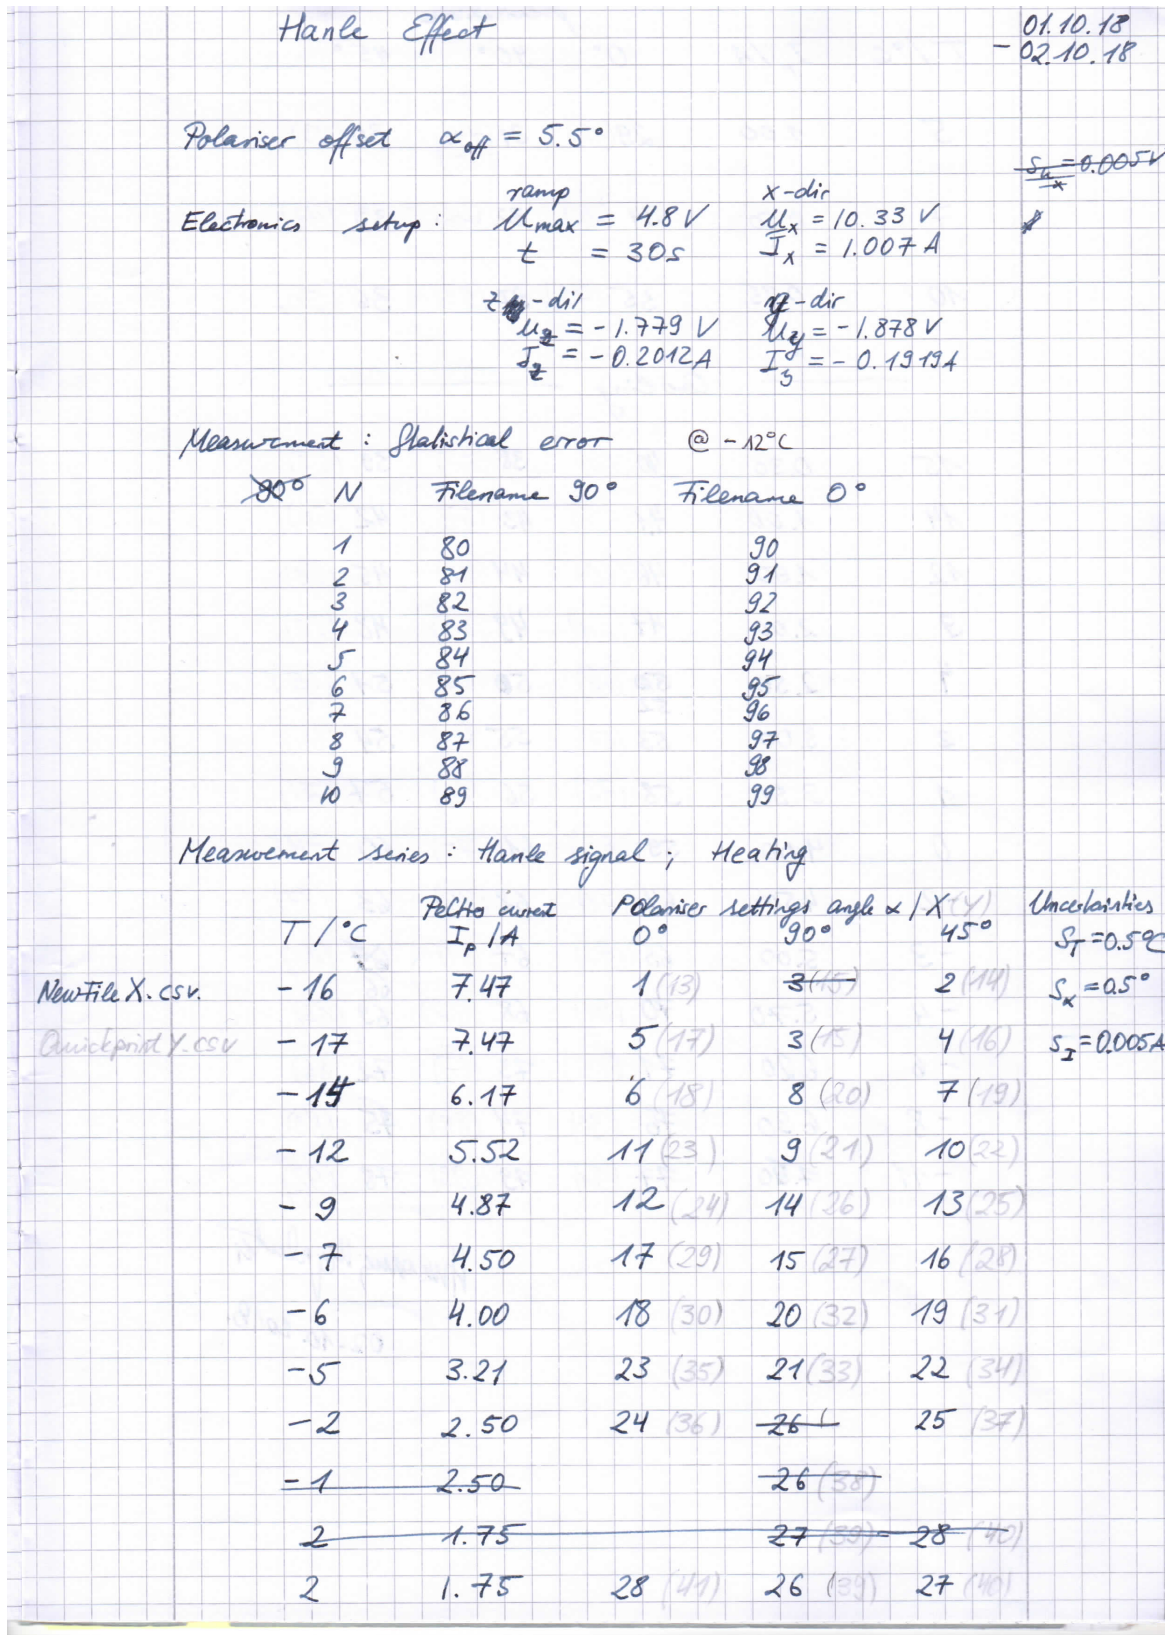 Hanle Effect 01.10.18
- 02.10.18
Polariser offset α_off = 5.5°
s_u_x = 0.005V
ramp x-dir
Electronics setup: U_max = 4.8 V U_x = 10.33 V
t = 30s I_x = 1.007 A
z-dir y-dir
U_z = -1.779 V U_y = -1.878 V
I_z = -0.2012A I_y = -0.1919A
Measurement: Statistical error @ -12°C
90° N Filename 90° Filename 0°
1 80 90
2 81 91
3 82 92
4 83 93
5 84 94
6 85 95
7 86 96
8 87 97
9 88 98
10 89 99
Measurement series: Hanle signal; Heating
Peltier current Polariser settings angle α / X (Y) Uncertainties
T / °C I_p / A 0° 90° 45° S_T = 0.5°C
NewFile X.csv. -16 7.47 1 (13) 3 (15) 2 (14) S_α = 0.5°
Quickprint Y.csv -17 7.47 5 (17) 3 (15) 4 (16) s_I = 0.005A
6.17 6 (18) 8 (20) 7 (19)
-12 5.52 11 (23) 9 (21) 10 (22)
-9 4.87 12 (24) 14 (26) 13 (25)
-7 4.50 17 (29) 15 (27) 16 (28)
-6 4.00 18 (30) 20 (32) 19 (31)
-5 3.21 23 (35) 21 (33) 22 (34)
-2 2.50 24 (36) 26 ( 25 (37)
-1 2.50 26 (38)
2 1.75 27 (39) 28 (40)
2 1.75 28 (41) 26 (39) 27 (40)